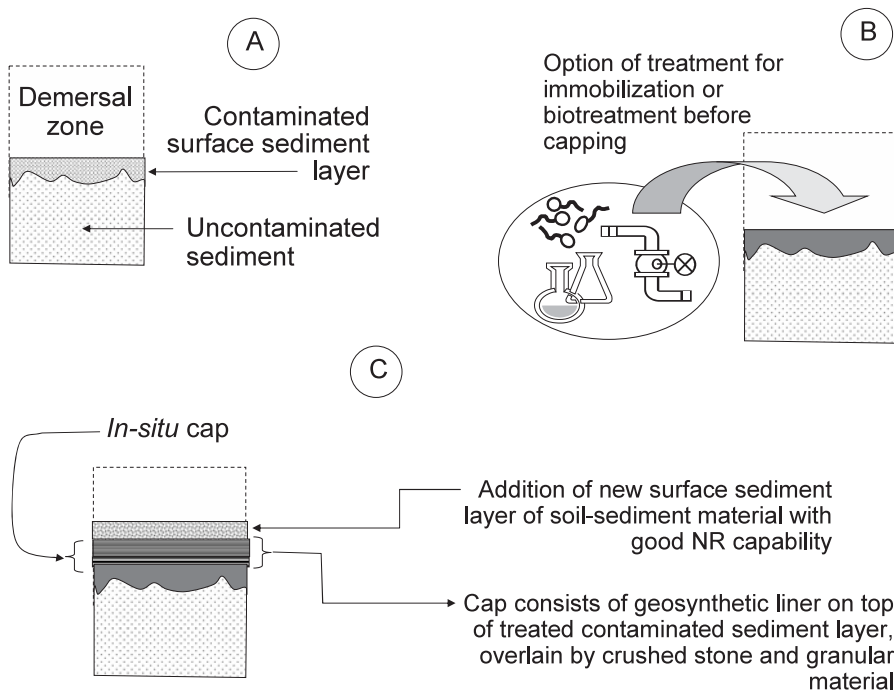 A
Demersal
zone
Contaminated
surface sediment
layer
Uncontaminated
sediment
B
Option of treatment for
immobilization or
biotreatment before
capping
C
In-situ cap
Addition of new surface sediment
layer of soil-sediment material with
good NR capability
Cap consists of geosynthetic liner on top
of treated contaminated sediment layer,
overlain by crushed stone and granular
material